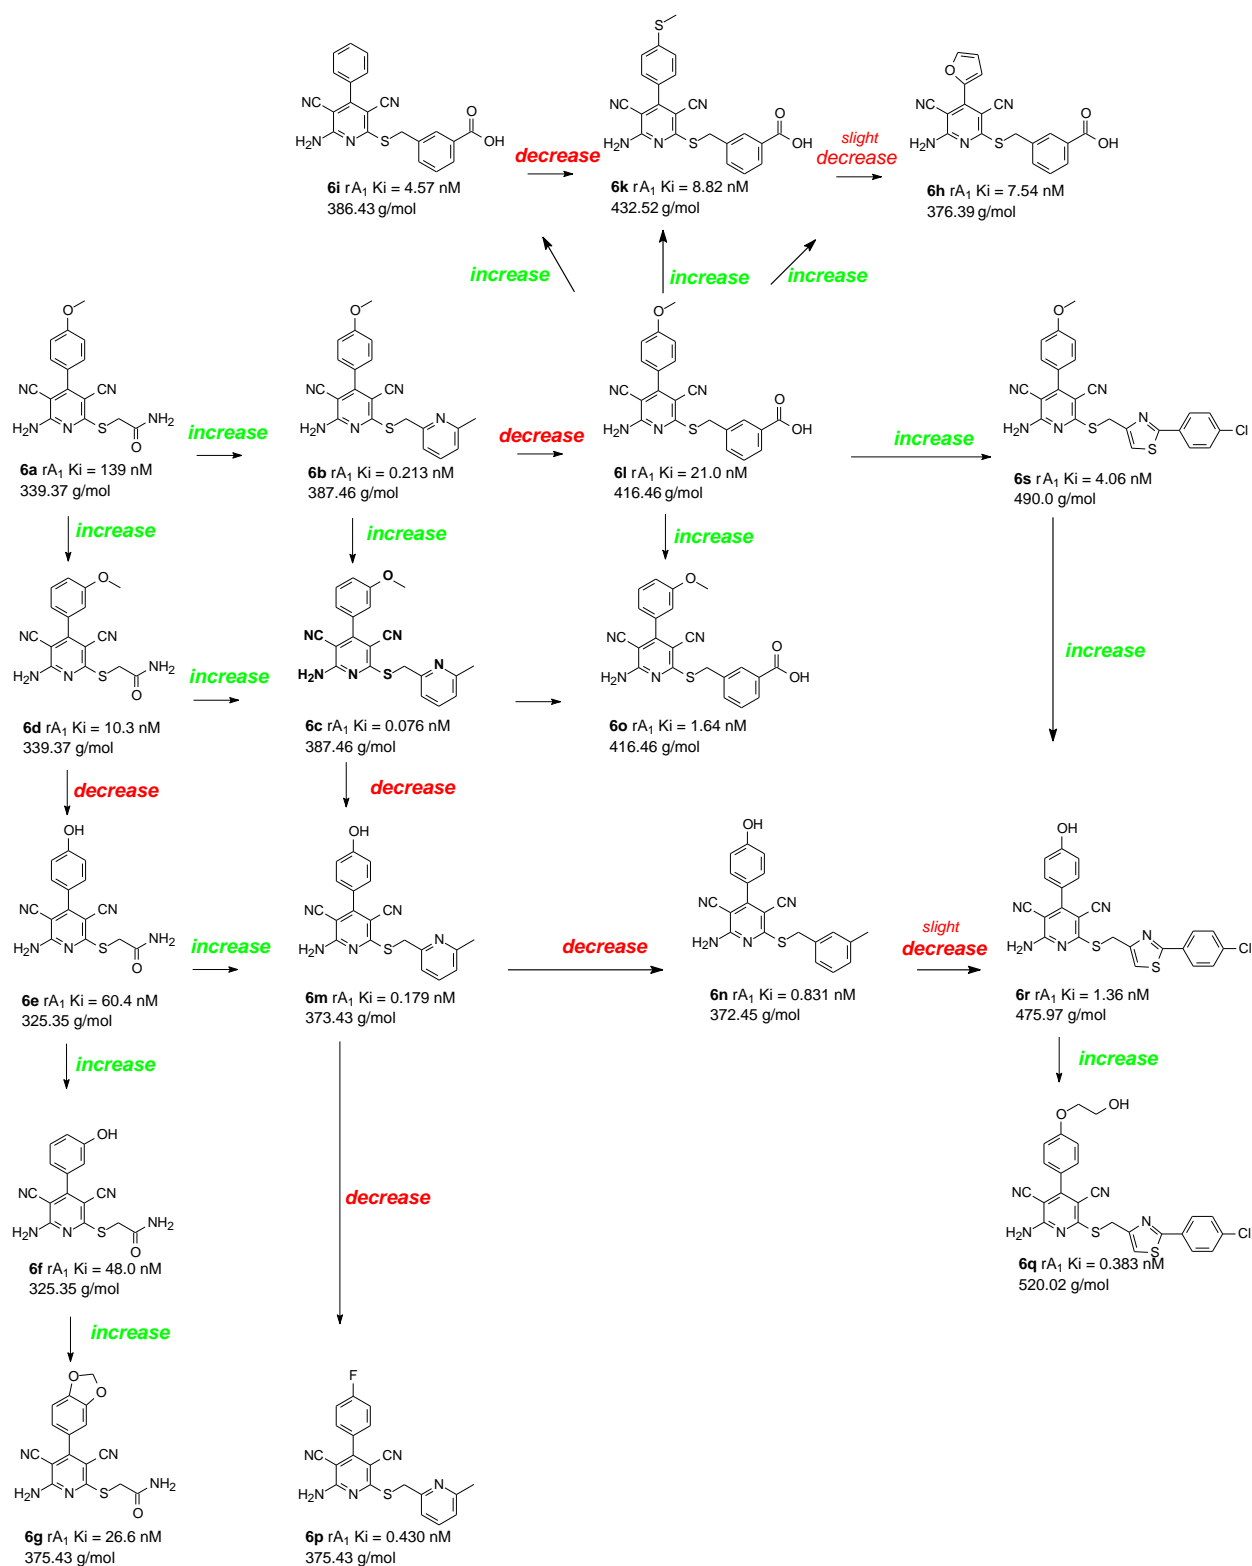 6i rA1 Ki = 4.57 nM
386.43 g/mol
decrease
6k rA1 Ki = 8.82 nM
432.52 g/mol
slight
decrease
6h rA1 Ki = 7.54 nM
376.39 g/mol
increase
increase
increase
6a rA1 Ki = 139 nM
339.37 g/mol
increase
6b rA1 Ki = 0.213 nM
387.46 g/mol
decrease
6l rA1 Ki = 21.0 nM
416.46 g/mol
increase
6s rA1 Ki = 4.06 nM
490.0 g/mol
increase
increase
increase
increase
6d rA1 Ki = 10.3 nM
339.37 g/mol
increase
6c rA1 Ki = 0.076 nM
387.46 g/mol
6o rA1 Ki = 1.64 nM
416.46 g/mol
decrease
decrease
6e rA1 Ki = 60.4 nM
325.35 g/mol
increase
6m rA1 Ki = 0.179 nM
373.43 g/mol
decrease
6n rA1 Ki = 0.831 nM
372.45 g/mol
slight
decrease
6r rA1 Ki = 1.36 nM
475.97 g/mol
increase
increase
6f rA1 Ki = 48.0 nM
325.35 g/mol
decrease
6q rA1 Ki = 0.383 nM
520.02 g/mol
increase
6g rA1 Ki = 26.6 nM
375.43 g/mol
6p rA1 Ki = 0.430 nM
375.43 g/mol